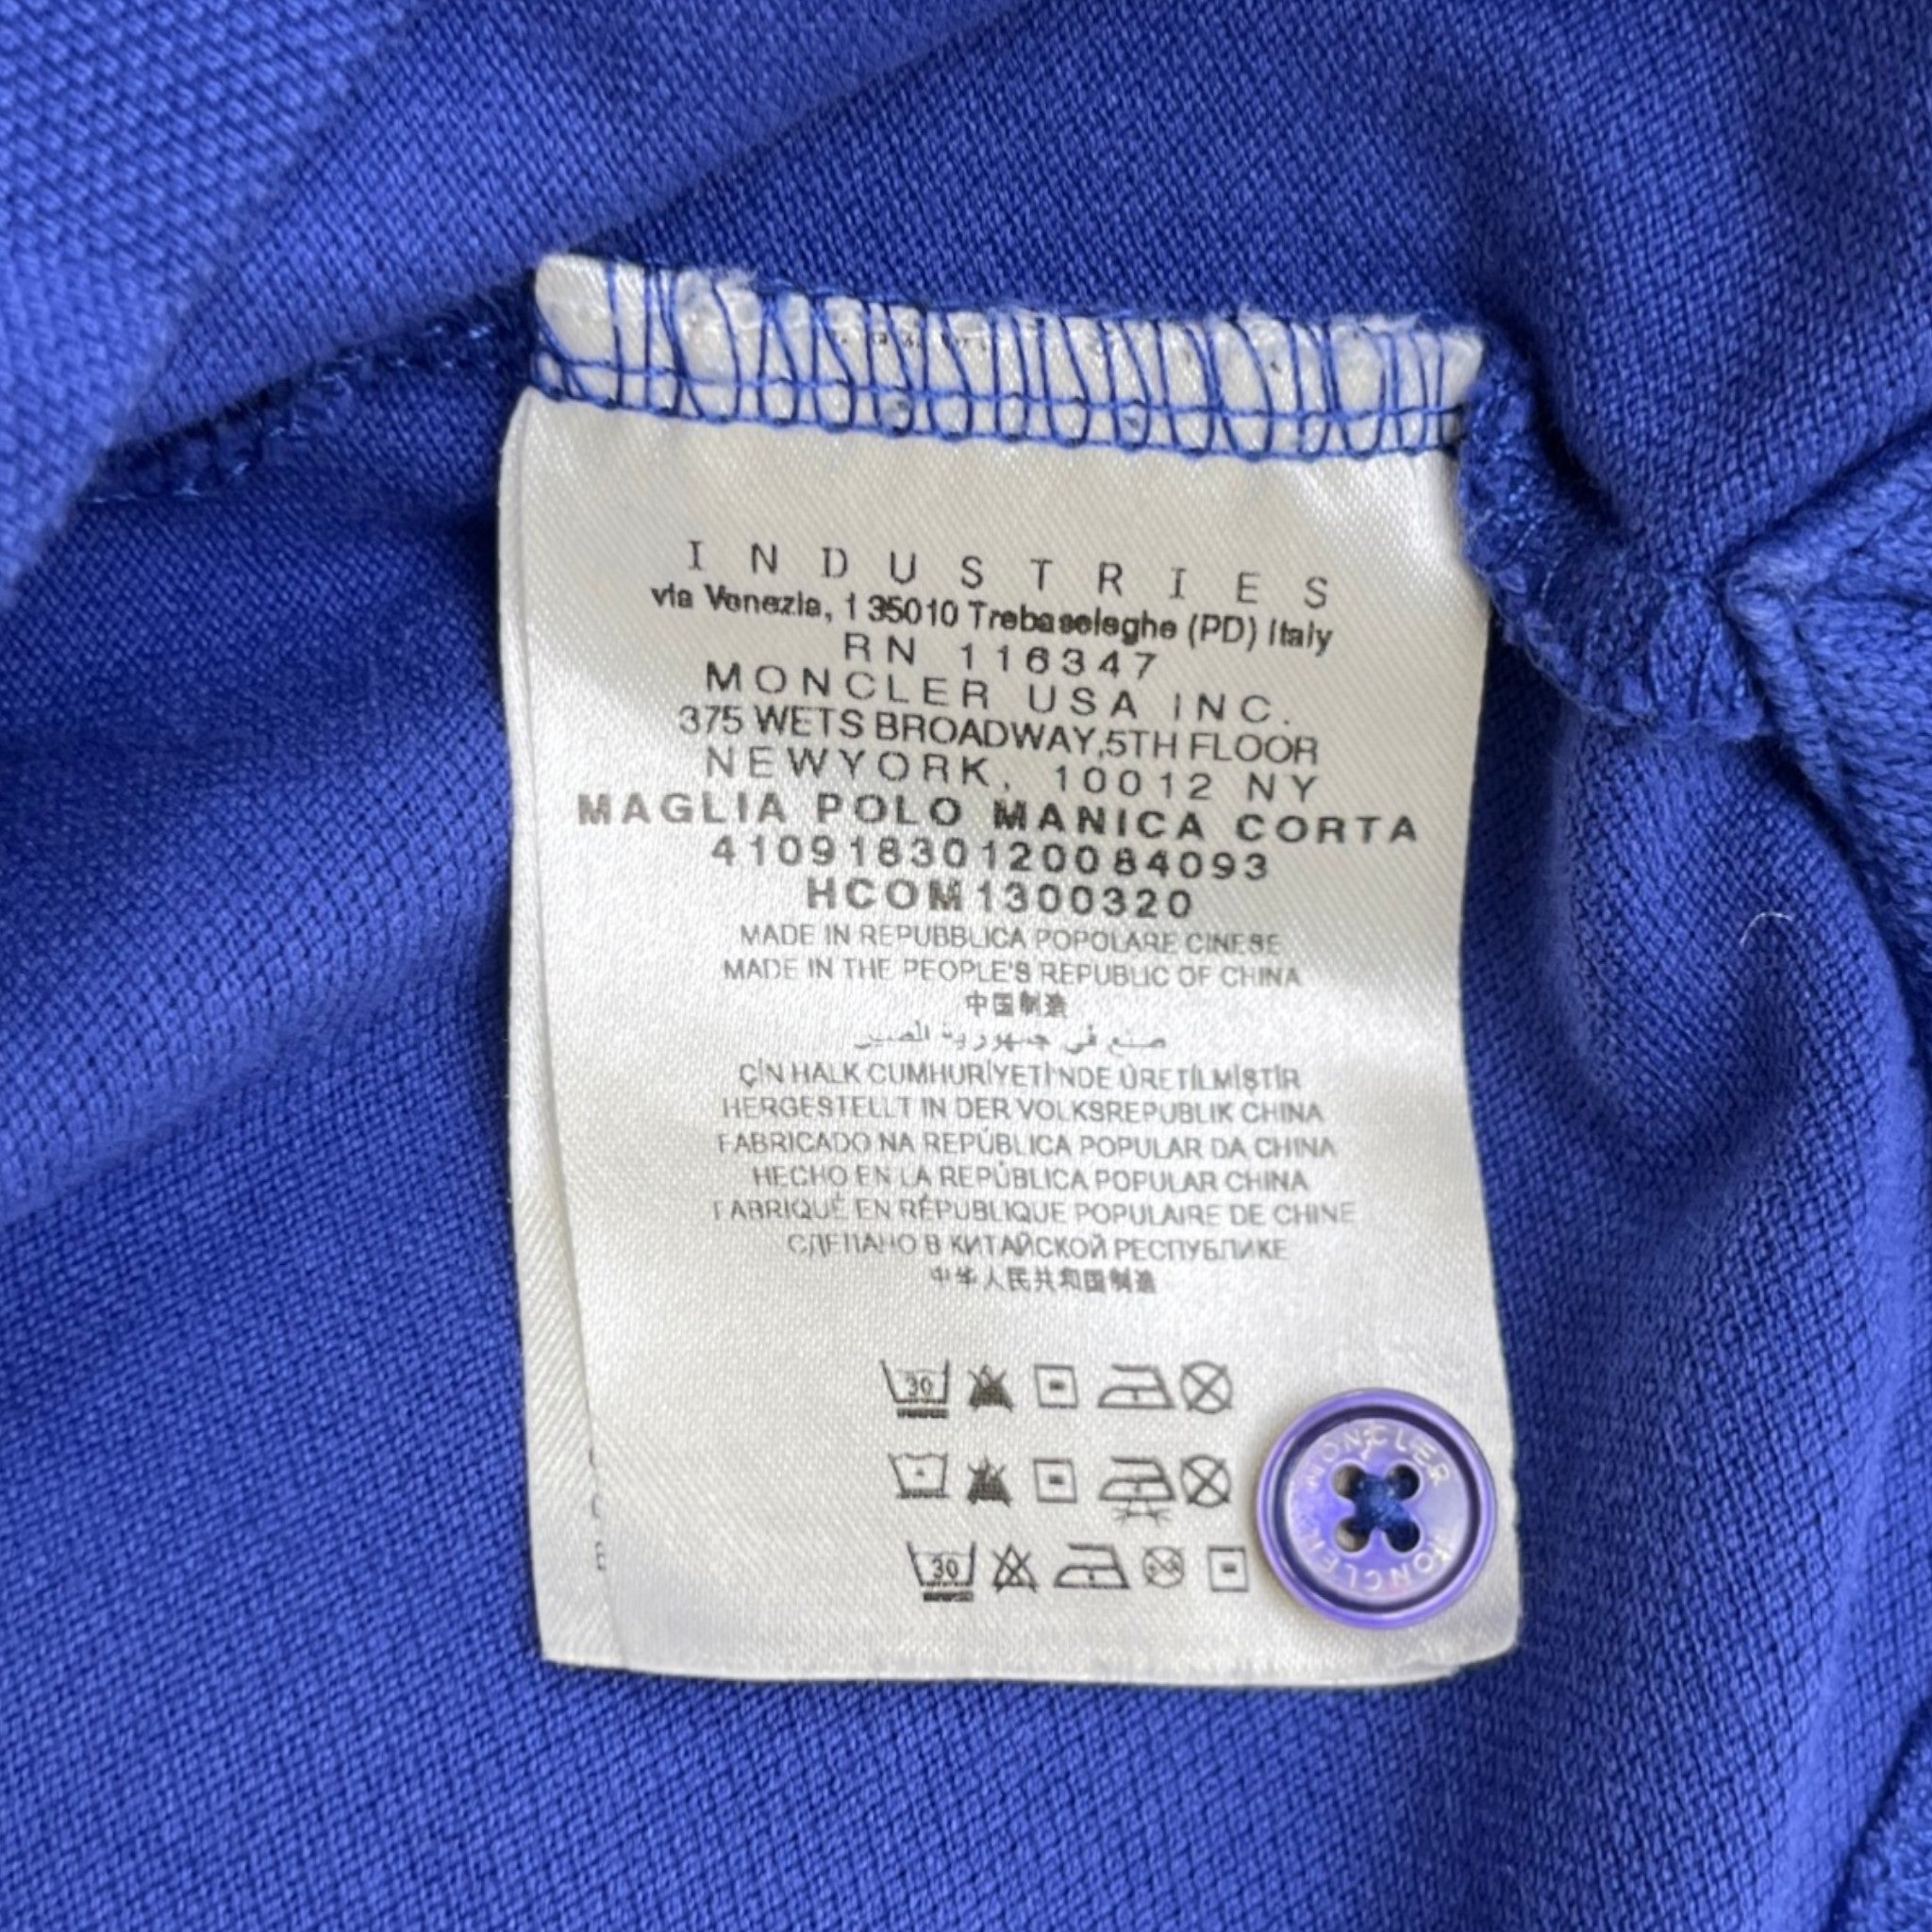 INDUSTRIES
via Venezia, 1 35010 Trebaseleghe (PD) Italy
RN 116347
MONCLER USA INC.
375 WETS BROADWAY,5TH FLOOR
NEWYORK, 10012 NY
MAGLIA POLO MANICA CORTA
41091830120084093
HCOM1300320
MADE IN REPUBBLICA POPOLARE CINESE
MADE IN THE PEOPLE'S REPUBLIC OF CHINA
中国制造
صنع في جمهورية الصين
ÇİN HALK CUMHURİYETİ'NDE ÜRETİLMİŞTİR
HERGESTELLT IN DER VOLKSREPUBLIK CHINA
FABRICADO NA REPÚBLICA POPULAR DA CHINA
HECHO EN LA REPÚBLICA POPULAR CHINA
FABRIQUÉ EN RÉPUBLIQUE POPULAIRE DE CHINE
СДЕЛАНО В КИТАЙСКОЙ РЕСПУБЛИКЕ
中华人民共和国制造
30
30
MONCLER
MONCLER